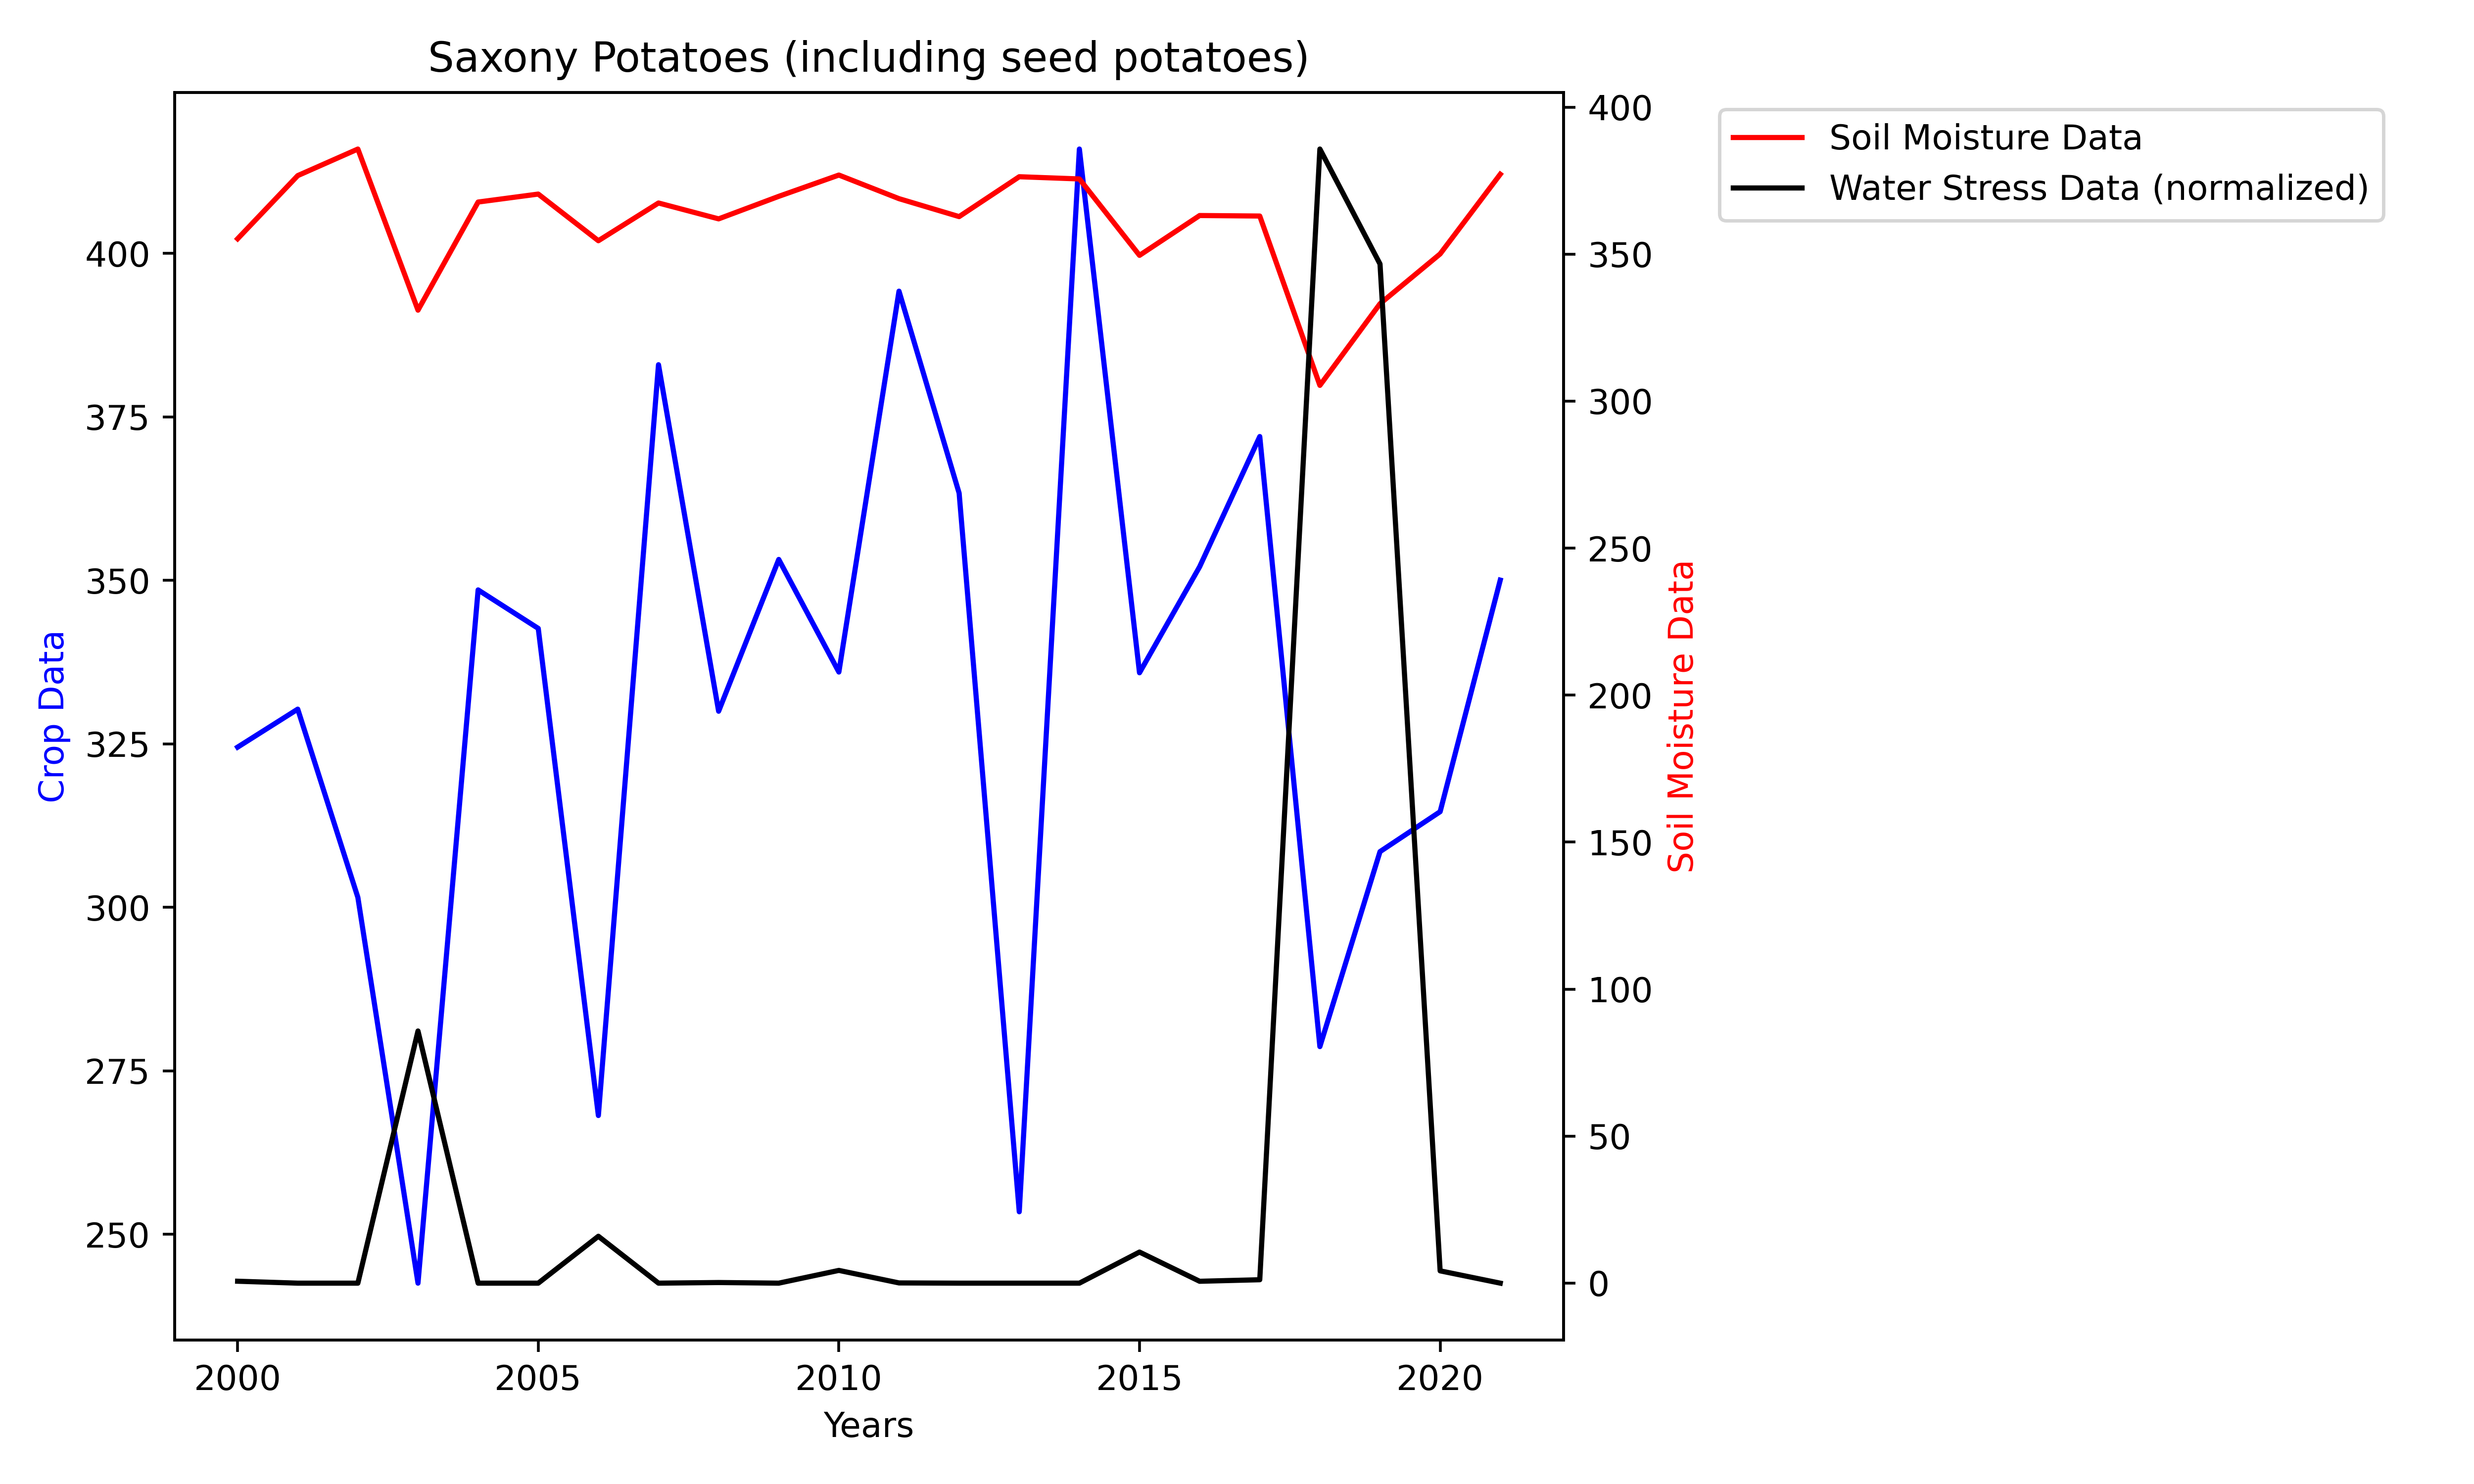 Saxony Potatoes (including seed potatoes)
Soil Moisture Data
Water Stress Data (normalized)
Crop Data
400
375
350
325
300
275
250
400
350
300
250
200
150
100
50
0
Soil Moisture Data
2000 2005 2010 2015 2020
Years